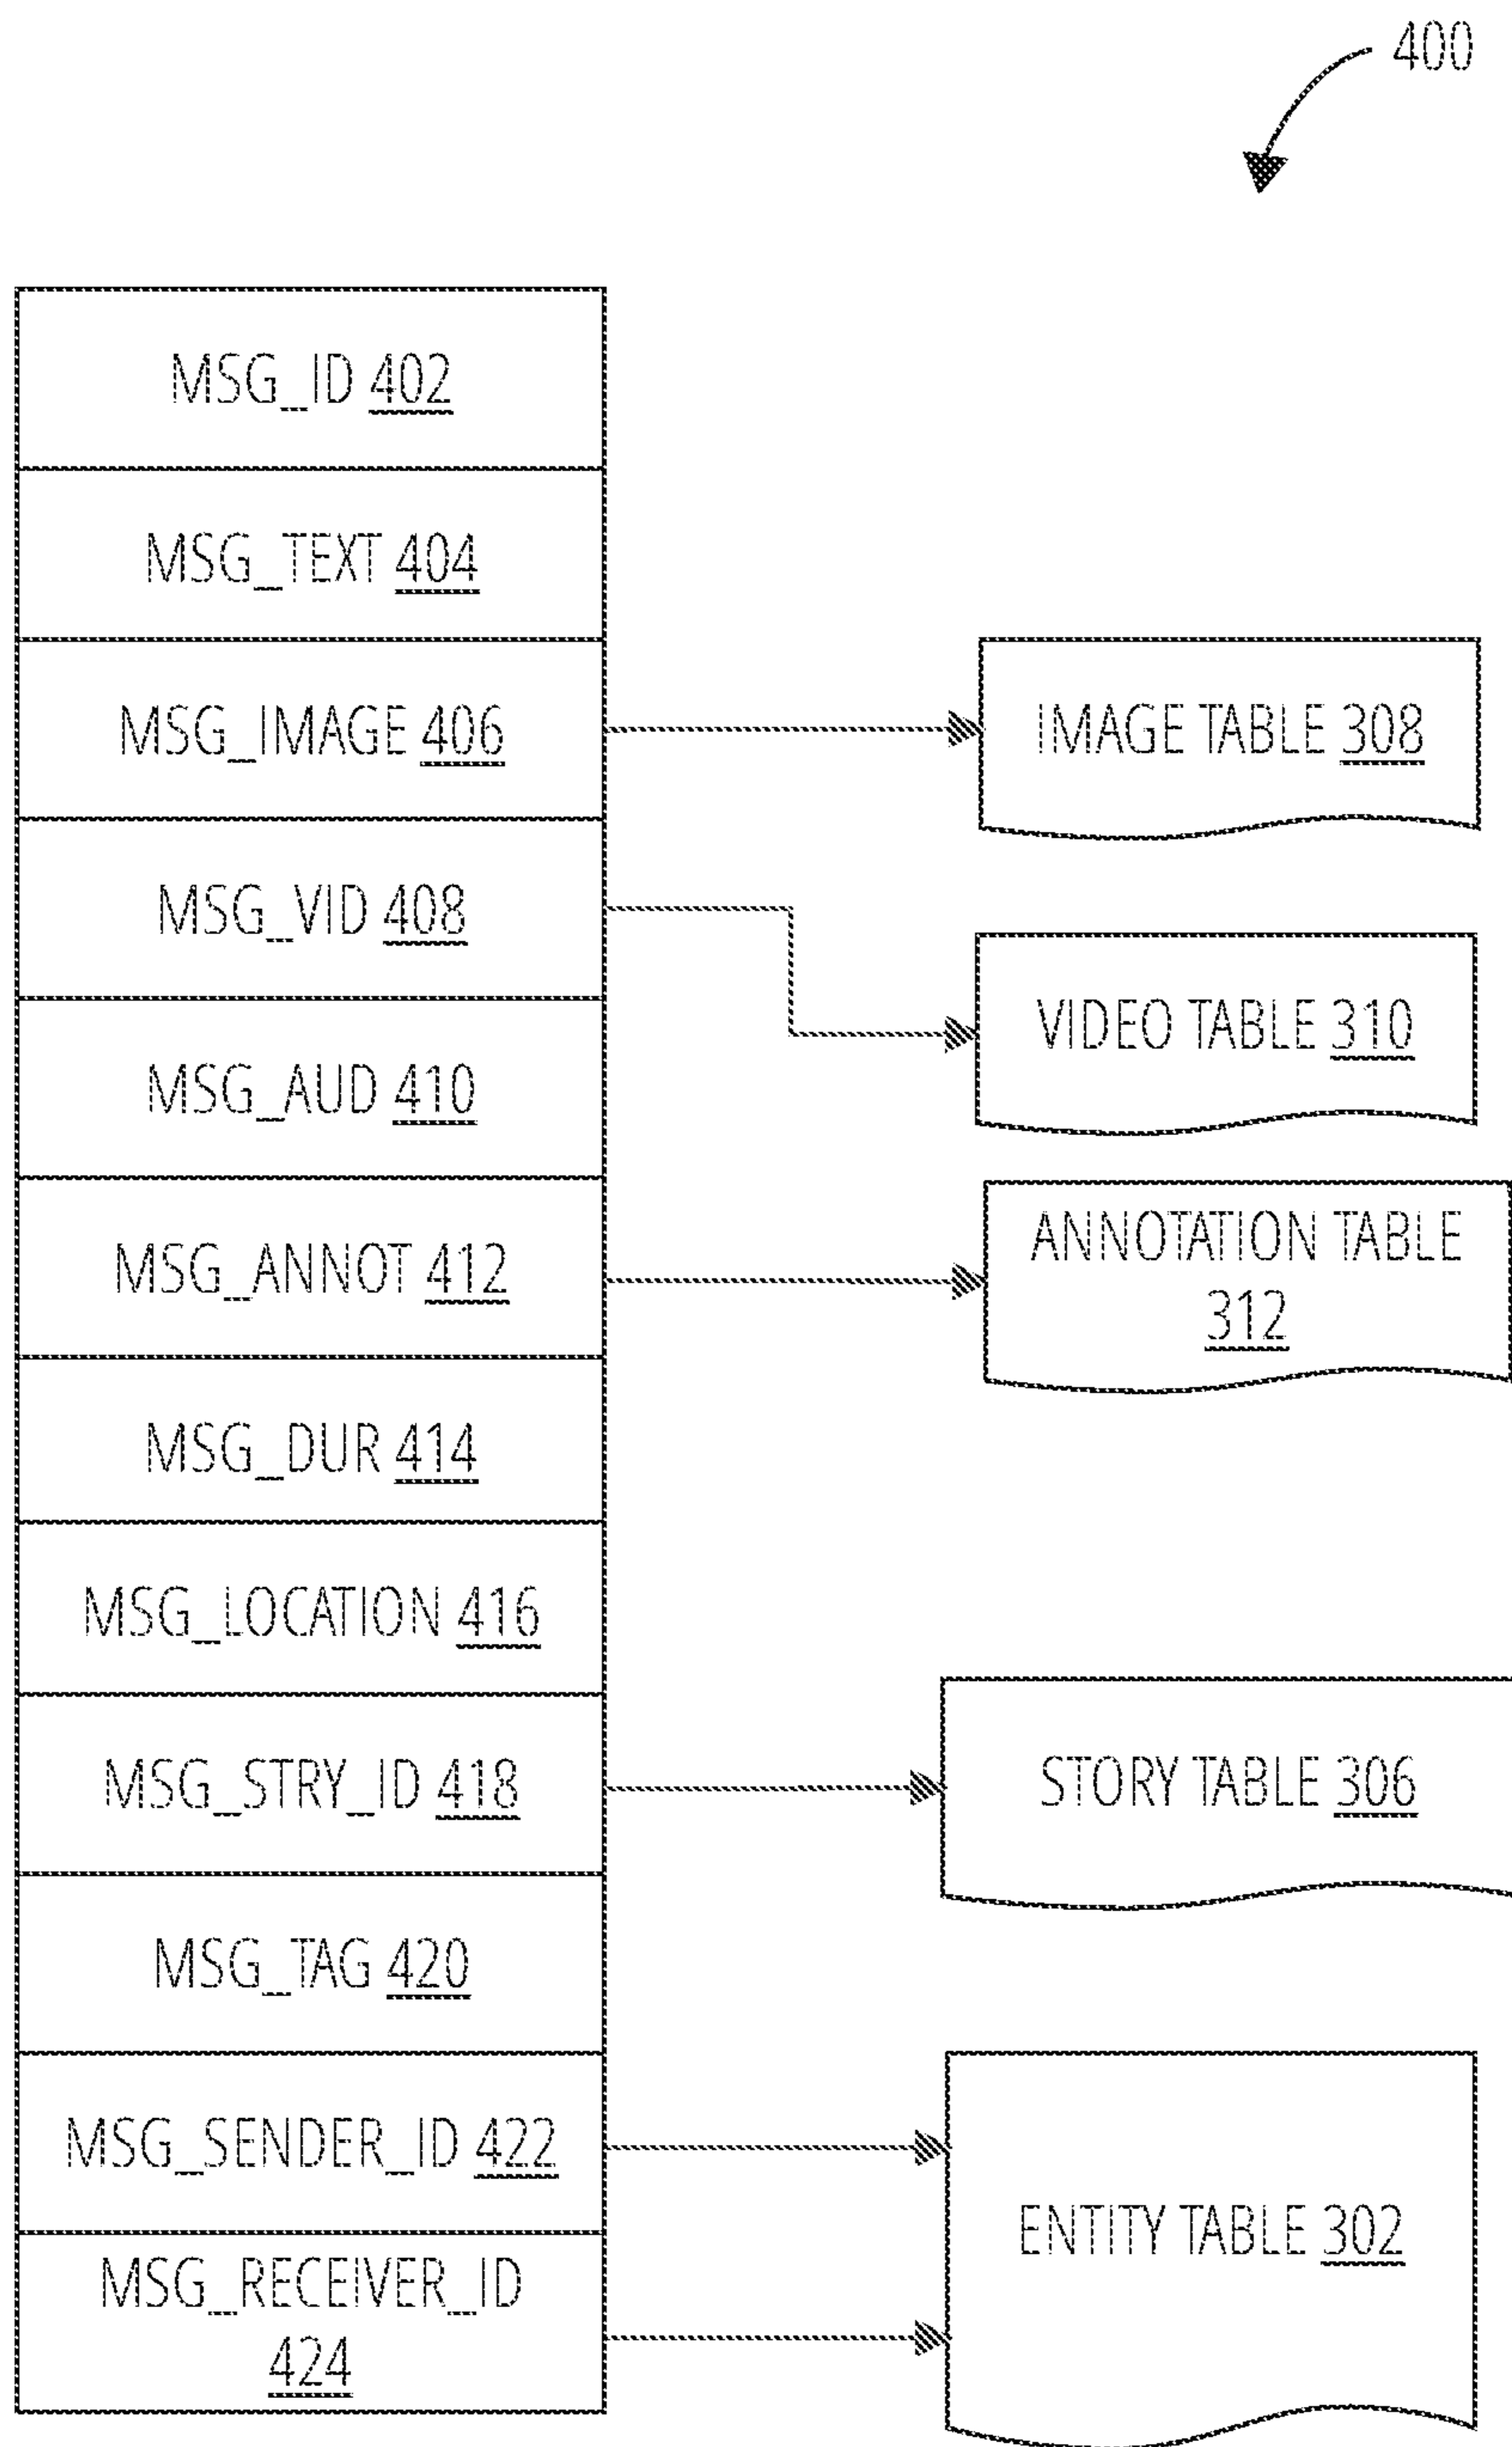 400
MSG_ID 402
MSG_TEXT 404
MSG_IMAGE 406
IMAGE TABLE 308
MSG_VID 408
VIDEO TABLE 310
MSG_AUD 410
MSG_ANNOT 412
ANNOTATION TABLE
312
MSG_DUR 414
MSG_LOCATION 416
MSG_STRY_ID 418
STORY TABLE 306
MSG_TAG 420
MSG_SENDER_ID 422
ENTITY TABLE 302
MSG_RECEIVER_ID
424